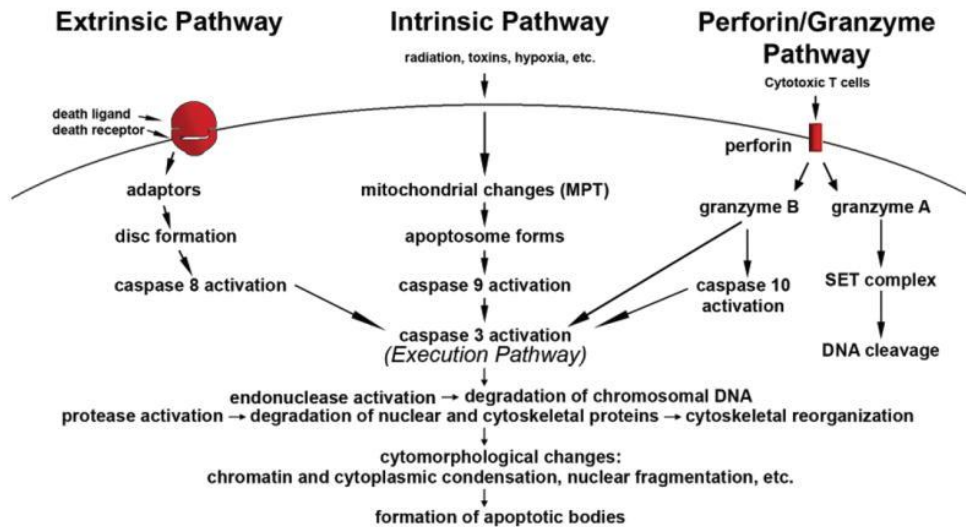 Extrinsic Pathway
Intrinsic Pathway
Perforin/Granzyme
Pathway
radiation, toxins, hypoxia, etc.
Cytotoxic T cells
death ligand
death receptor
perforin
adaptors
mitochondrial changes (MPT)
granzyme B
granzyme A
disc formation
apoptosome forms
caspase 8 activation
caspase 9 activation
caspase 10
activation
SET complex
caspase 3 activation
(Execution Pathway)
DNA cleavage
endonuclease activation → degradation of chromosomal DNA
protease activation → degradation of nuclear and cytoskeletal proteins → cytoskeletal reorganization
cytomorphological changes:
chromatin and cytoplasmic condensation, nuclear fragmentation, etc.
formation of apoptotic bodies